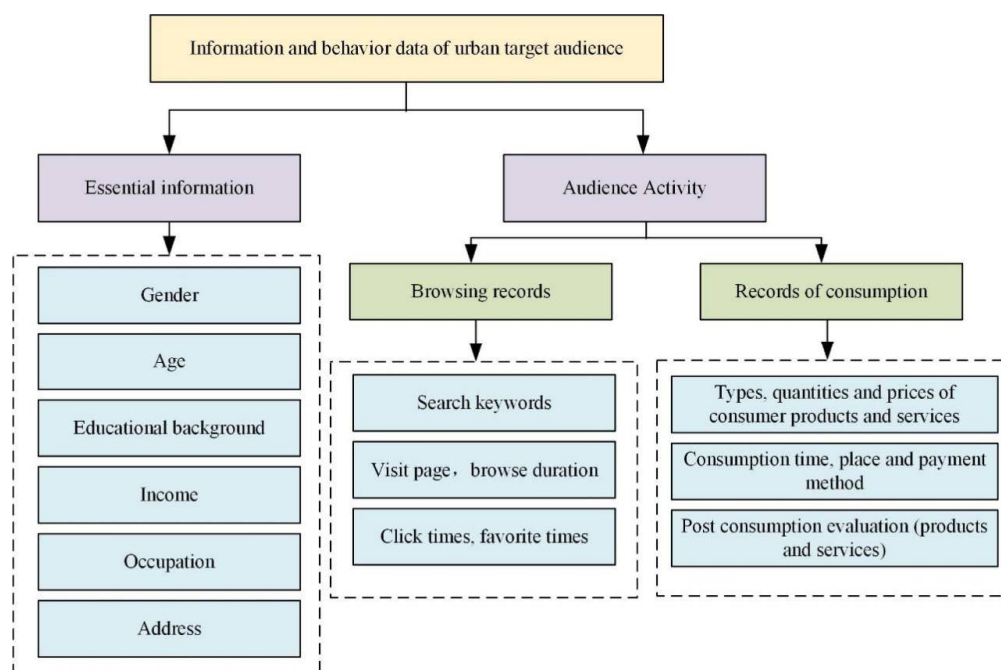 Information and behavior data of urban target audience
Essential information
Audience Activity
Gender
Age
Educational background
Income
Occupation
Address
Browsing records
Records of consumption
Search keywords
Visit page，browse duration
Click times, favorite times
Types, quantities and prices of
consumer products and services
Consumption time, place and payment
method
Post consumption evaluation (products
and services)